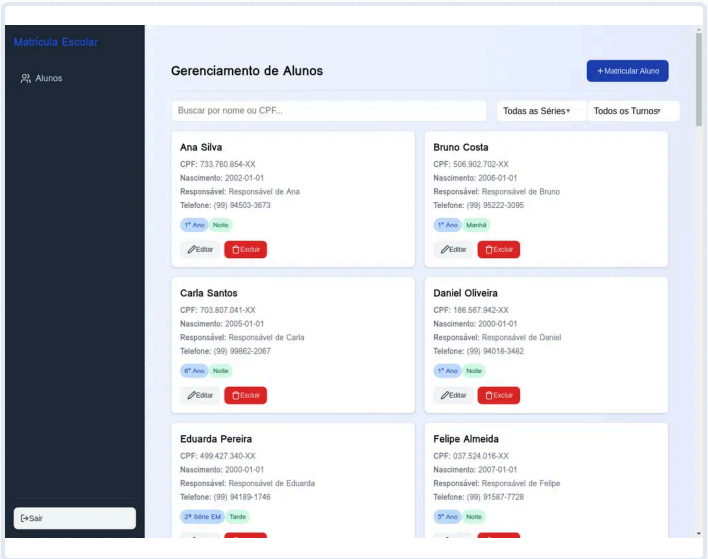 Matrícula Escolar
Alunos
Sair
Gerenciamento de Alunos
+Matricular Aluno
Buscar por nome ou CPF...
Todas as Séries
Todos os Turnos
Ana Silva
CPF: 733.760.854-XX
Nascimento: 2002-01-01
Responsável: Responsável de Ana
Telefone: (99) 94503-3673
1º Ano Noite
Editar Excluir
Bruno Costa
CPF: 506.902.702-XX
Nascimento: 2006-01-01
Responsável: Responsável de Bruno
Telefone: (99) 95222-3095
1º Ano Manhã
Editar Excluir
Carla Santos
CPF: 703.807.041-XX
Nascimento: 2005-01-01
Responsável: Responsável de Carla
Telefone: (99) 99862-2067
6º Ano Noite
Editar Excluir
Daniel Oliveira
CPF: 186.567.942-XX
Nascimento: 2000-01-01
Responsável: Responsável de Daniel
Telefone: (99) 94018-3482
1º Ano Noite
Editar Excluir
Eduarda Pereira
CPF: 499.427.340-XX
Nascimento: 2000-01-01
Responsável: Responsável de Eduarda
Telefone: (99) 94189-1746
2ª Série EM Tarde
Felipe Almeida
CPF: 037.524.016-XX
Nascimento: 2007-01-01
Responsável: Responsável de Felipe
Telefone: (99) 91587-7728
5º Ano Noite